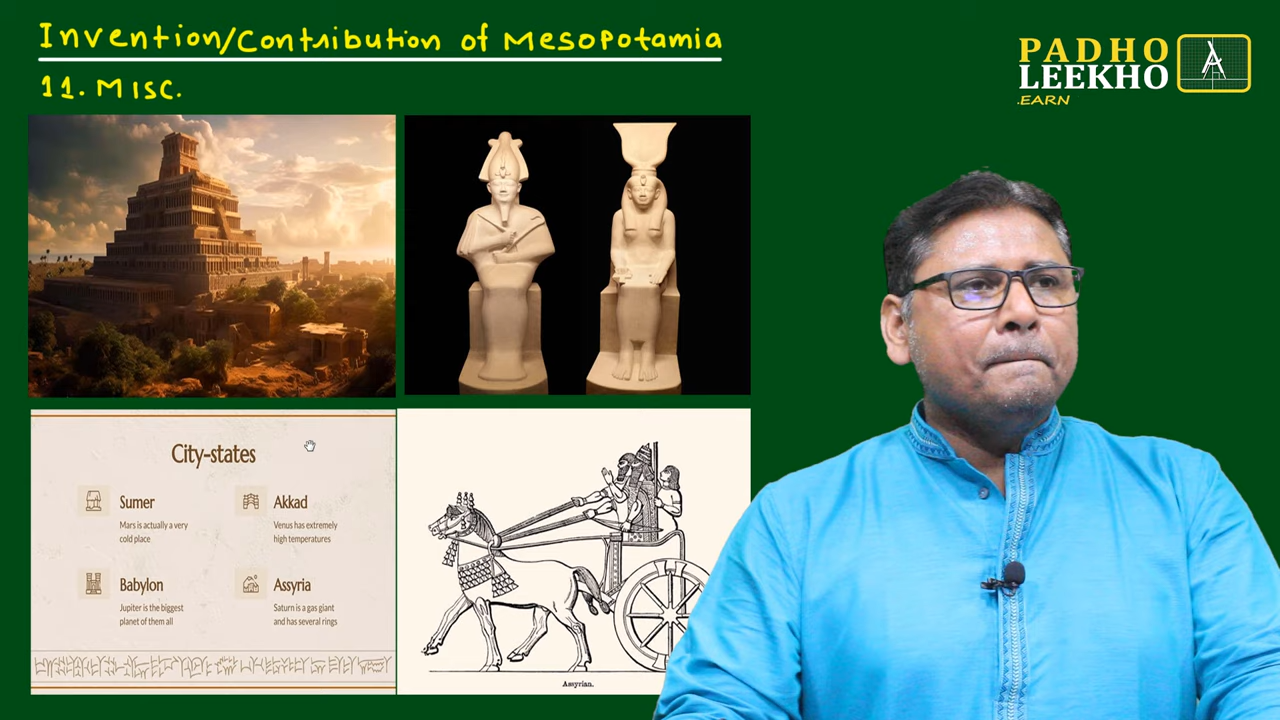 Invention/Contribution of Mesopotamia
11. Misc.
PADHO
LEEKHO
.EARN
City-states
Sumer
Mars is actually a very
cold place
Akkad
Venus has extremely
high temperatures
Babylon
Jupiter is the biggest
planet of them all
Assyria
Saturn is a gas giant
and has several rings
Assyrian.